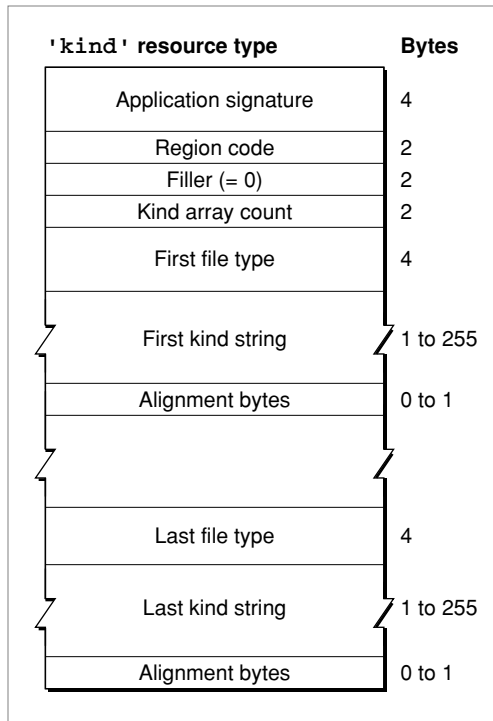 'kind' resource type Bytes
Application signature 4
Region code 2
Filler (= 0) 2
Kind array count 2
First file type 4
First kind string 1 to 255
Alignment bytes 0 to 1
Last file type 4
Last kind string 1 to 255
Alignment bytes 0 to 1